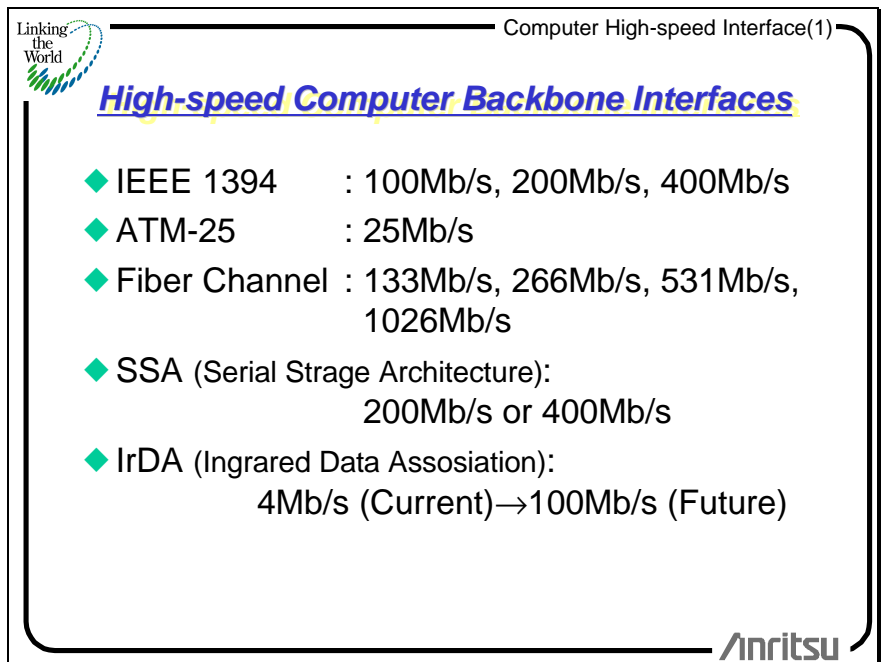 Linking
the
World
Computer High-speed Interface(1)
High-speed Computer Backbone Interfaces
◆ IEEE 1394 : 100Mb/s, 200Mb/s, 400Mb/s
◆ ATM-25 : 25Mb/s
◆ Fiber Channel : 133Mb/s, 266Mb/s, 531Mb/s,
1026Mb/s
◆ SSA (Serial Strage Architecture):
200Mb/s or 400Mb/s
◆ IrDA (Ingrared Data Assosiation):
4Mb/s (Current)→100Mb/s (Future)
Anritsu